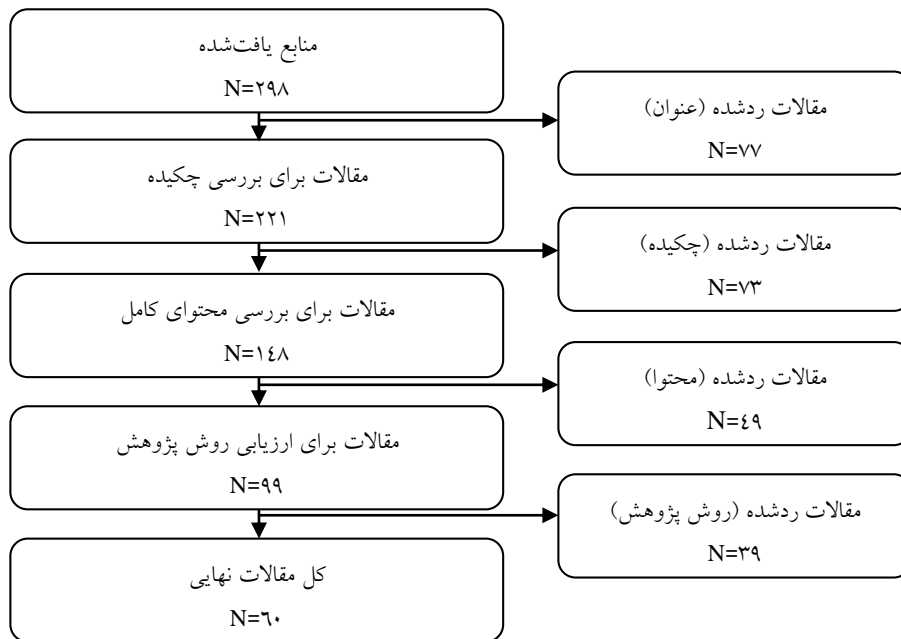 منابع یافت‌شده
N=۲۹۸
مقالات ردشده (عنوان)
N=۷۷
مقالات برای بررسی چکیده
N=۲۲۱
مقالات ردشده (چکیده)
N=۷۳
مقالات برای بررسی محتوای کامل
N=۱٤۸
مقالات ردشده (محتوا)
N=٤۹
مقالات برای ارزیابی روش پژوهش
N=۹۹
مقالات ردشده (روش پژوهش)
N=۳۹
کل مقالات نهایی
N=٦۰